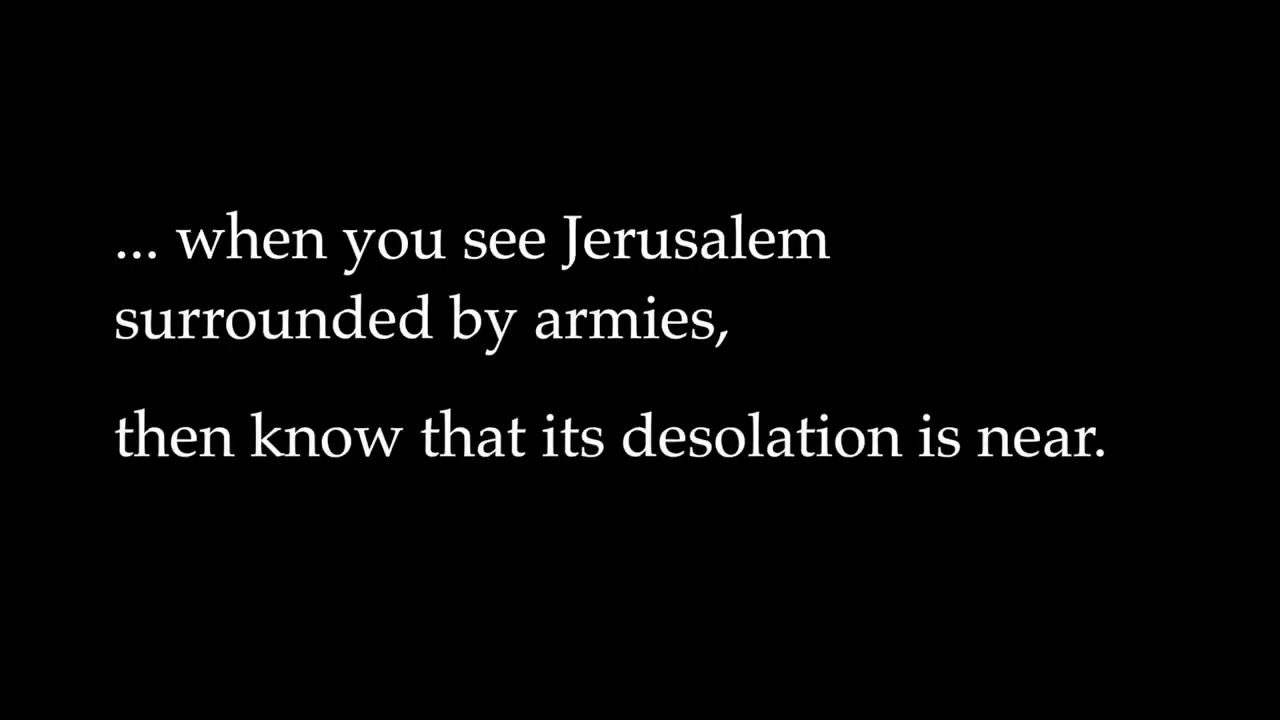 ... when you see Jerusalem
surrounded by armies,
then know that its desolation is near.